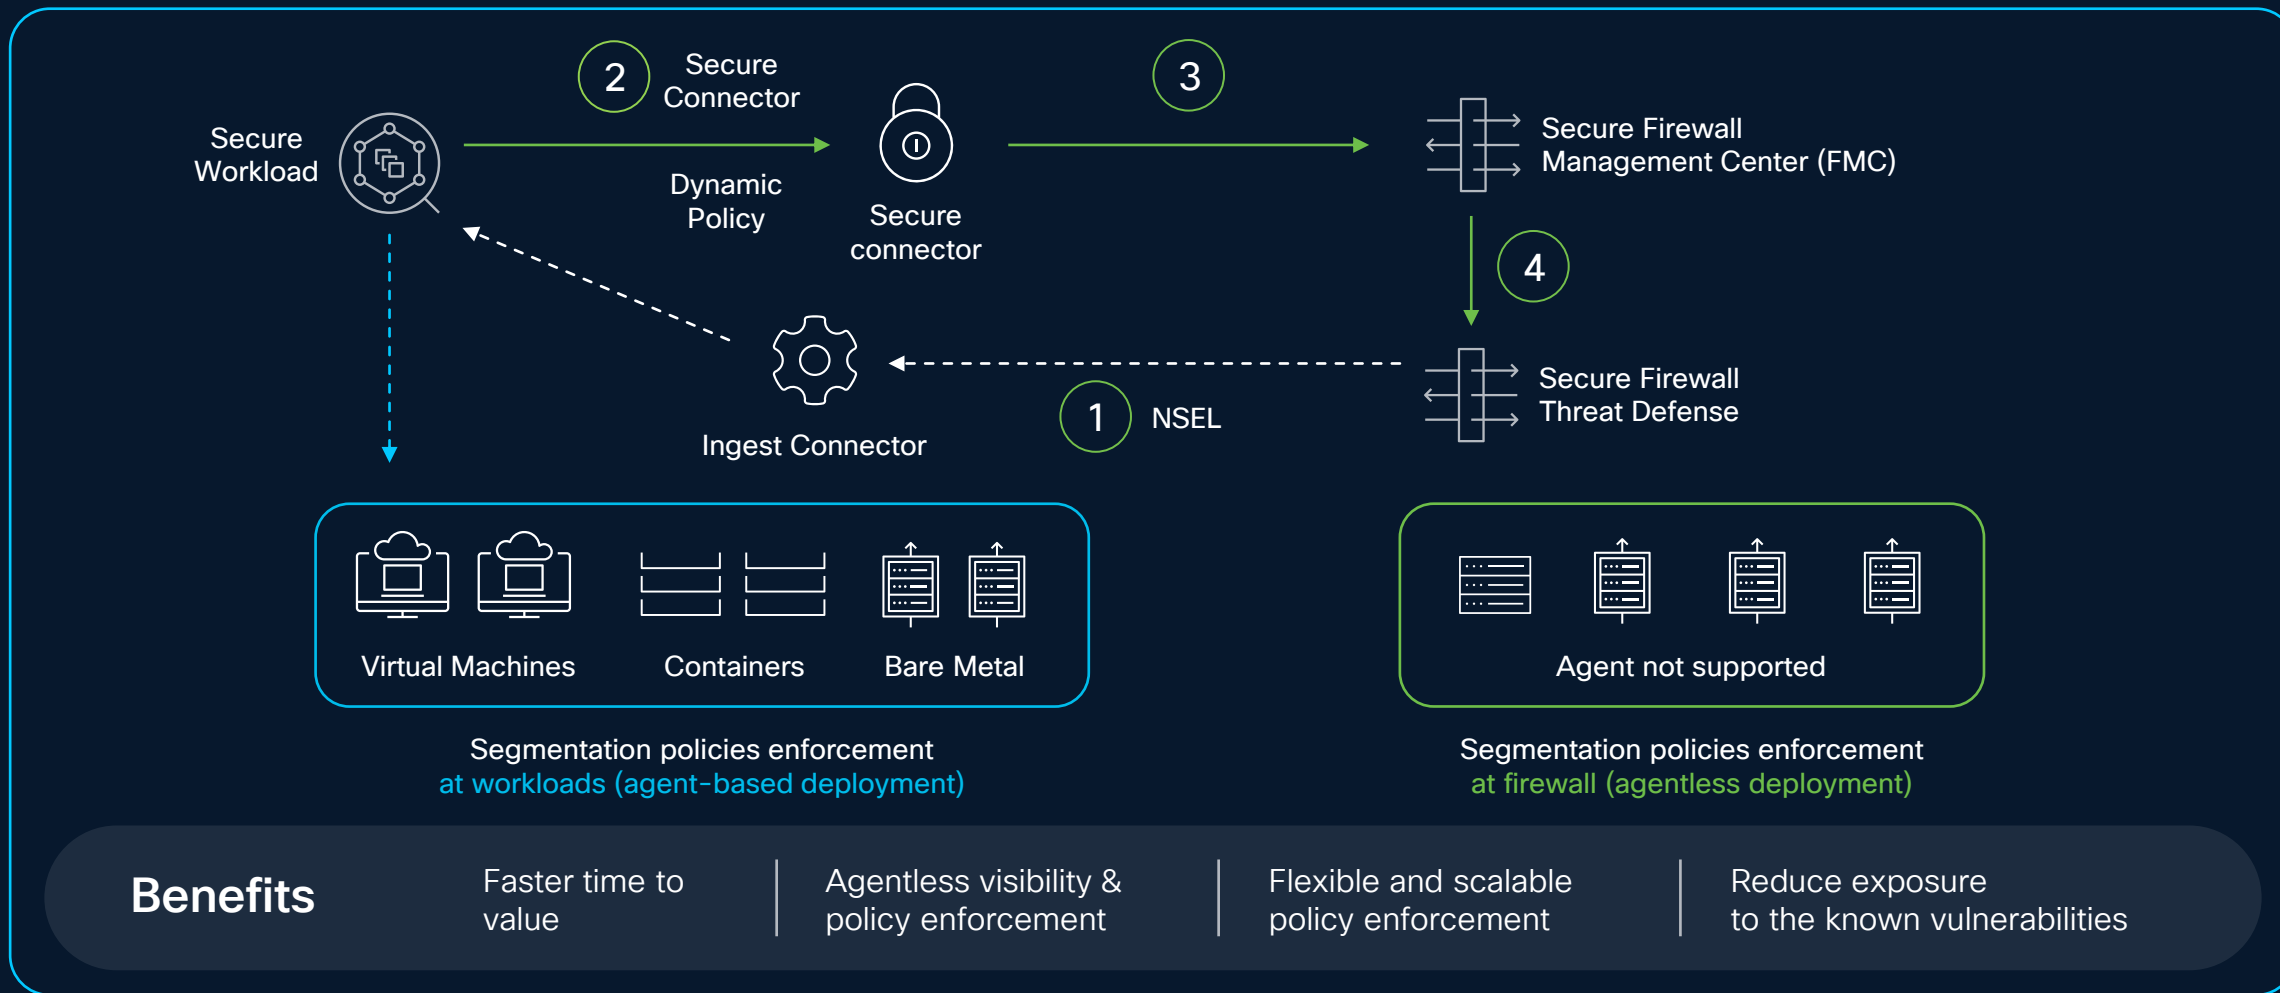 2
Secure
Connector
3
Secure
Workload
Secure Firewall
Management Center (FMC)
Dynamic
Policy
Secure
connector
4
Secure Firewall
Threat Defense
1
NSEL
Ingest Connector
Virtual Machines
Containers
Bare Metal
Agent not supported
Segmentation policies enforcement
at workloads (agent-based deployment)
Segmentation policies enforcement
at firewall (agentless deployment)
Benefits
Faster time to
value
Agentless visibility &
policy enforcement
Flexible and scalable
policy enforcement
Reduce exposure
to the known vulnerabilities